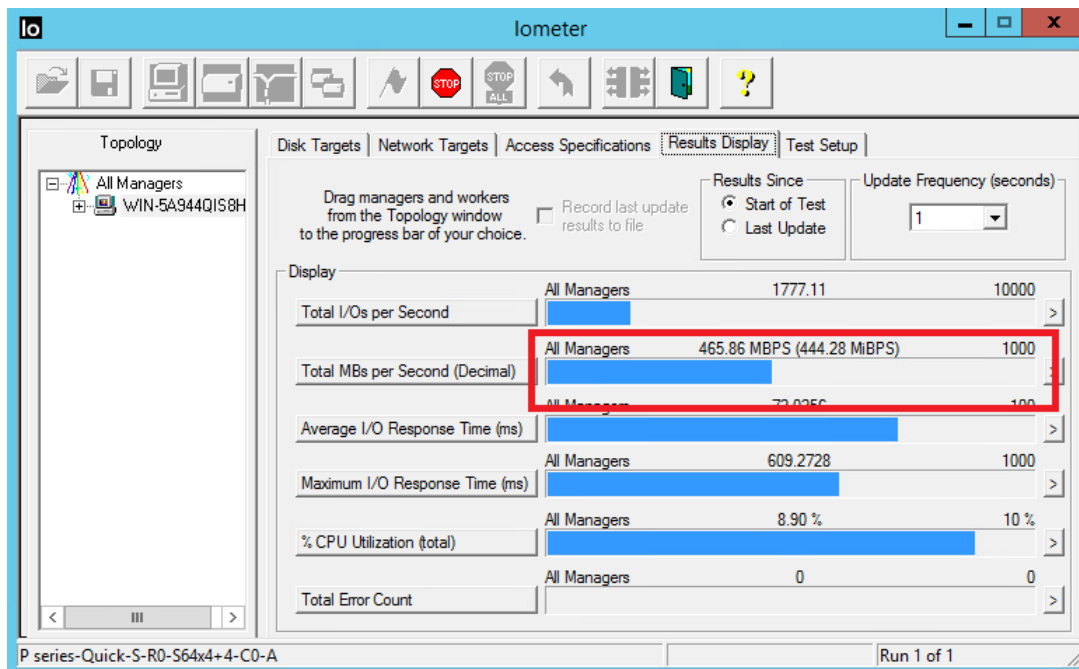 Io
Iometer
STOP
STOP
ALL
Topology
All Managers
WIN-5A944QIS8H
Disk Targets
Network Targets
Access Specifications
Results Display
Test Setup
Drag managers and workers
from the Topology window
to the progress bar of your choice.
Record last update
results to file
Results Since
Start of Test
Last Update
Update Frequency (seconds)
1
Display
All Managers 1777.11 10000
Total I/Os per Second >
All Managers 465.86 MBPS (444.28 MiBPS) 1000
Total MBs per Second (Decimal)
All Managers 100
Average I/O Response Time (ms) >
All Managers 609.2728 1000
Maximum I/O Response Time (ms) >
All Managers 8.90 % 10 %
% CPU Utilization (total) >
All Managers 0 0
Total Error Count >
P series-Quick-S-R0-S64x4+4-C0-A
Run 1 of 1